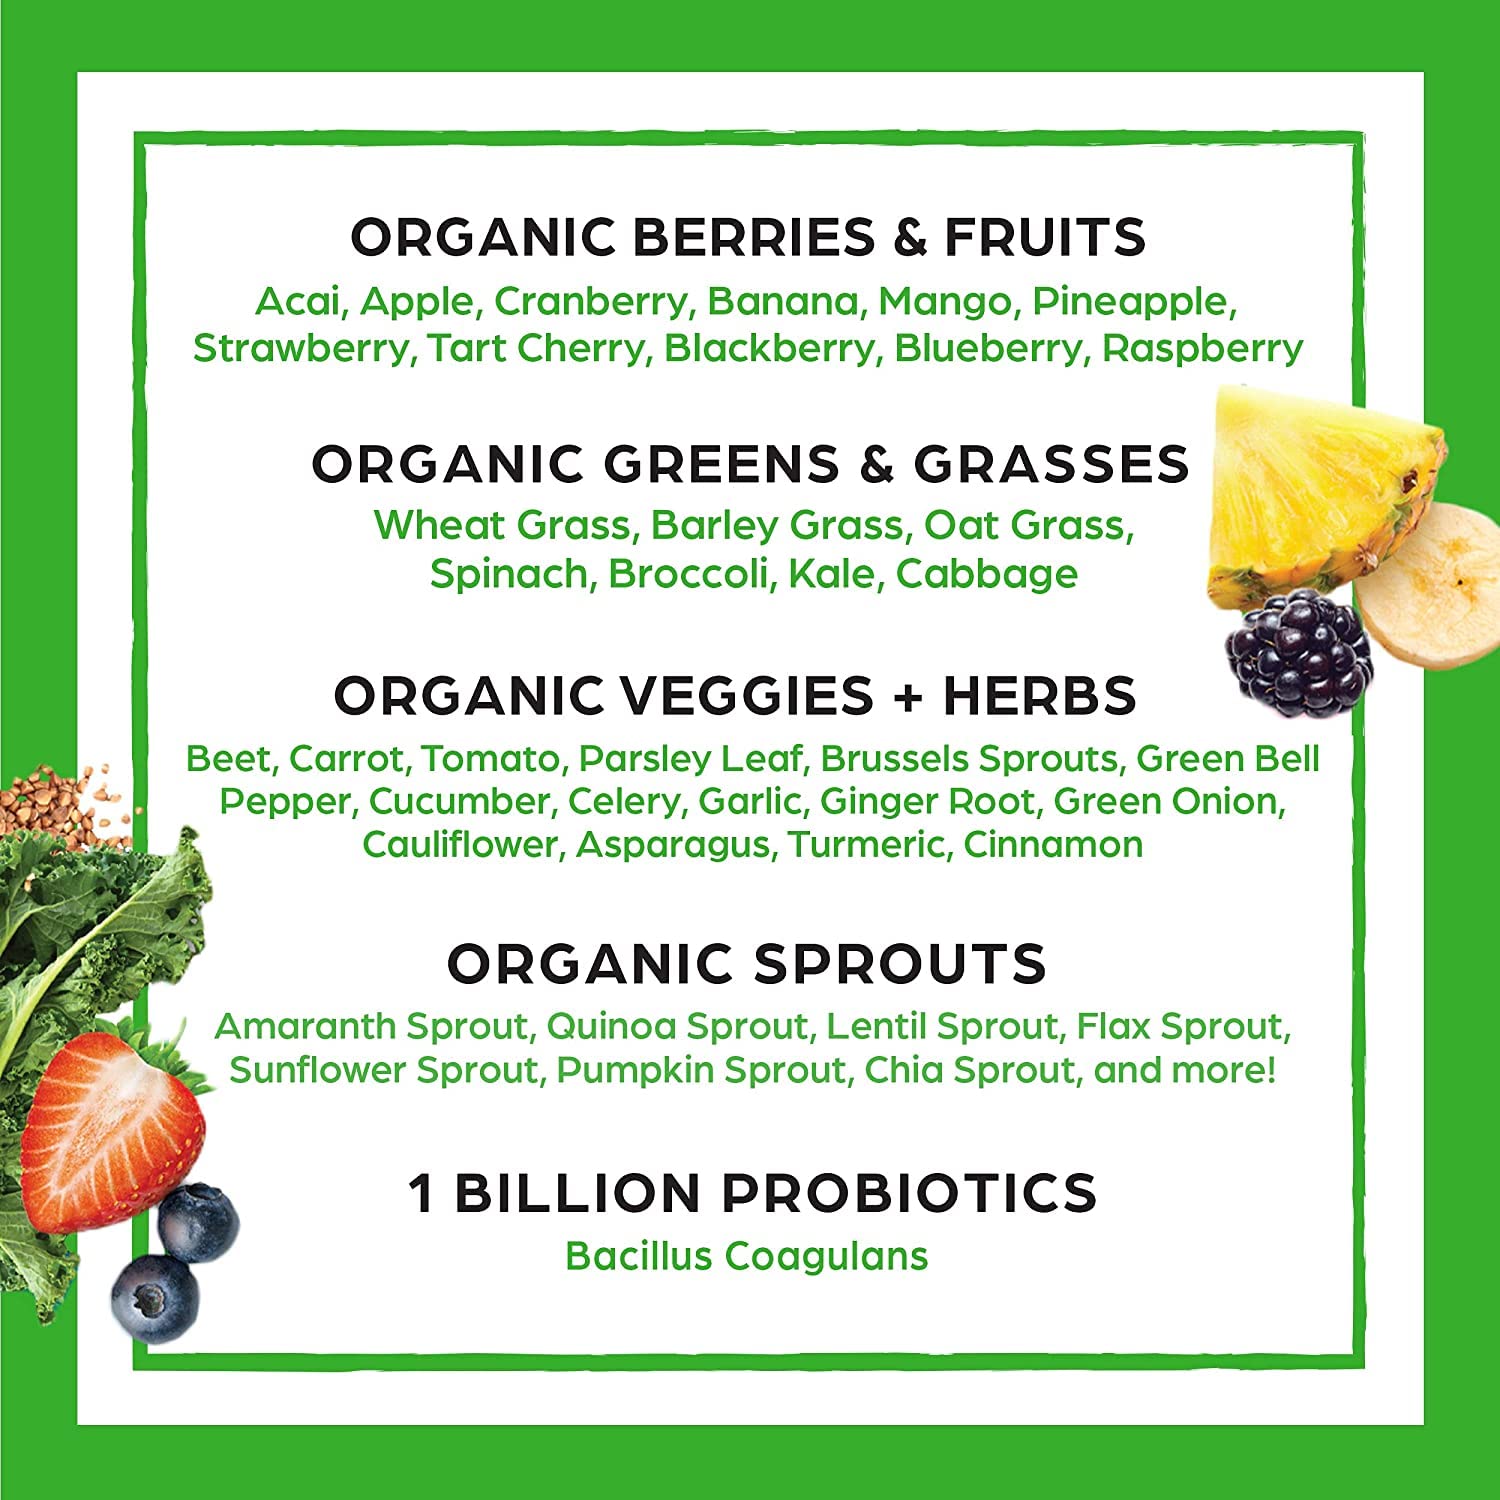 ORGANIC BERRIES & FRUITS
Acai, Apple, Cranberry, Banana, Mango, Pineapple,
Strawberry, Tart Cherry, Blackberry, Blueberry, Raspberry
ORGANIC GREENS & GRASSES
Wheat Grass, Barley Grass, Oat Grass,
Spinach, Broccoli, Kale, Cabbage
ORGANIC VEGGIES + HERBS
Beet, Carrot, Tomato, Parsley Leaf, Brussels Sprouts, Green Bell
Pepper, Cucumber, Celery, Garlic, Ginger Root, Green Onion,
Cauliflower, Asparagus, Turmeric, Cinnamon
ORGANIC SPROUTS
Amaranth Sprout, Quinoa Sprout, Lentil Sprout, Flax Sprout,
Sunflower Sprout, Pumpkin Sprout, Chia Sprout, and more!
1 BILLION PROBIOTICS
Bacillus Coagulans